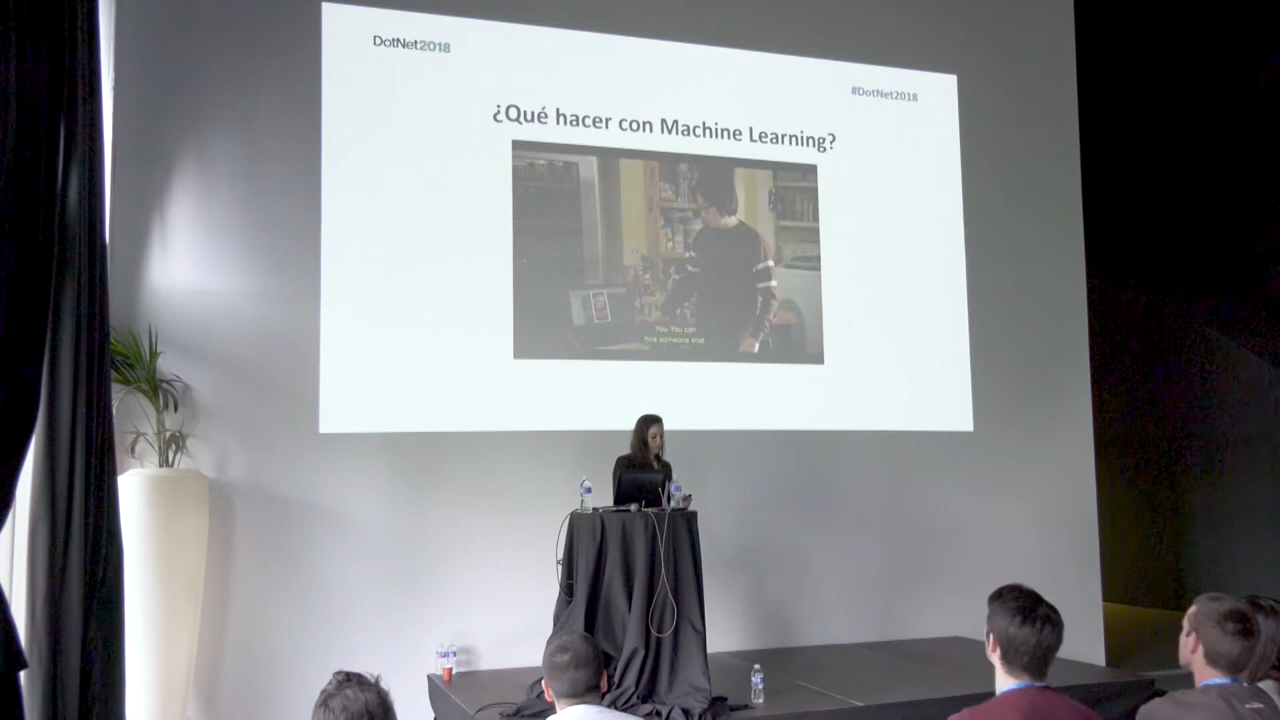 DotNet2018
#DotNet2018
¿Qué hacer con Machine Learning?
You-You can
hire someone else